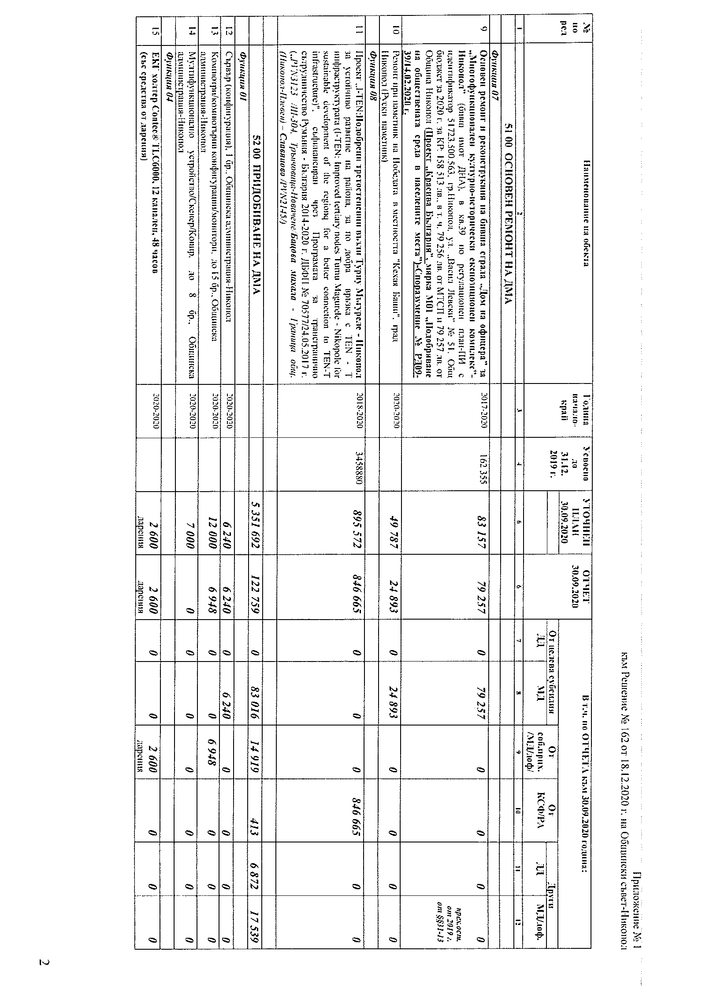 Приложение № 1
към Решение № 162 от 18.12.2020 г. на Общински съвет-Никопол
№ по ред | Наименование на обекта | Година начало-край | Усвоено до 31.12. 2019 г. | УТОЧНЕН ПЛАН 30.09.2020 | ОТЧЕТ 30.09.2020 | В т.ч. по ОТЧЕТА към 30.09.2020 година:
От целева субсидия | От соб.прих. /МД/доф/ | От КСФ/РА | Други
ДД | МД | ДД | МД/доф.
1 | 2 | 3 | 4 | 6 | 6 | 7 | 8 | 9 | 10 | 11 | 12
51 00 ОСНОВЕН РЕМОНТ НА ДМА
Функция 07
9 | Основен ремонт и реконструкция на бивша сграда „Дом на офицера" за | 2017-2020 | 162 355 | 83 157 | 79 257 | 0 | 79 257 | 0 | 0 | 0 | 0
„Многофункционален културно-исторически експозиционен комплекс"-
Никопол" (бивш имот ДНА), в кв.39 по регулационен план-ПИ с
идентификатор 51723.500.563, гр.Никопол, ул. „Васил Левски" № 51. Общ
бюджет за 2020 г. за КР: 158 513 лв., в т. ч. 79 256 лв. от МТСП и 79 257 лв. от
Община Никопол (Проект „Красива България", мярка М01 „Подобряване
на обществената среда в населените места")-Споразумение № РД09-
39/14.02.2020 г.
прех.ост.
от 2019 г.
от §§31-13
10 | Ремонт при паметник на Победата в местността "Кехая Баши", град | 2020-2020 | 49 787 | 24 893 | 0 | 24 893 | 0 | 0 | 0 | 0
Никопол (Руски паметник)
Функция 08
11 | Проект „I-TEN:Подобрени третостепенни възли Турну Мъгуреле - Никопол | 2018-2020 | 3458880 | 895 572 | 846 665 | 0 | 0 | 0 | 846 665 | 0 | 0
за устойчиво развитие на района, за по добра връзка с TEN - T
инфраструктурата (I-TEN: Improved tertiary nodes Turnu Magurele - Nikopole for
sustainable development of the regionq for a better connection to TEN-T
infrastructure)", съфинансиран чрез Програмата за трансгранично
сътрудничество Румъния - България 2014-2020 г. ДБФП № 70577/24.05.2017 г.
(„PVN3123 /III-304, Трънчовица-Новачене/Бацова махала - Граница общ.
(Никопол-Плевен) – Славяново /PVN2145/)
52 00 ПРИДОБИВАНЕ НА ДМА | 5 351 692 | 122 759 | 0 | 83 016 | 14 919 | 413 | 6 872 | 17 539
Функция 01
12 | Сървър (конфигурация), 1 бр., Общинска администрация-Никопол | 2020-2020 | 6 240 | 6 240 | 0 | 6 240 | 0 | 0 | 0 | 0
13 | Компютри/компютърни конфигурации/монитори, до 15 бр., Общинска | 2020-2020 | 12 000 | 6 948 | 0 | 0 | 6 948 | 0 | 0 | 0
администрация-Никопол
14 | Мултифункционално устройство/Скенер/Копир, до 8 бр., Общинска | 2020-2020 | 7 000 | 0 | 0 | 0 | 0 | 0 | 0 | 0
администрация-Никопол
Функция 04
15 | ЕКГ холтер Contec® TLC6000, 12 канален, 48 часов | 2020-2020 | 2 600 | 2 600 | 0 | 0 | 2 600 | 0 | 0 | 0
(със средства от дарения) | дарения | дарения | дарения
2